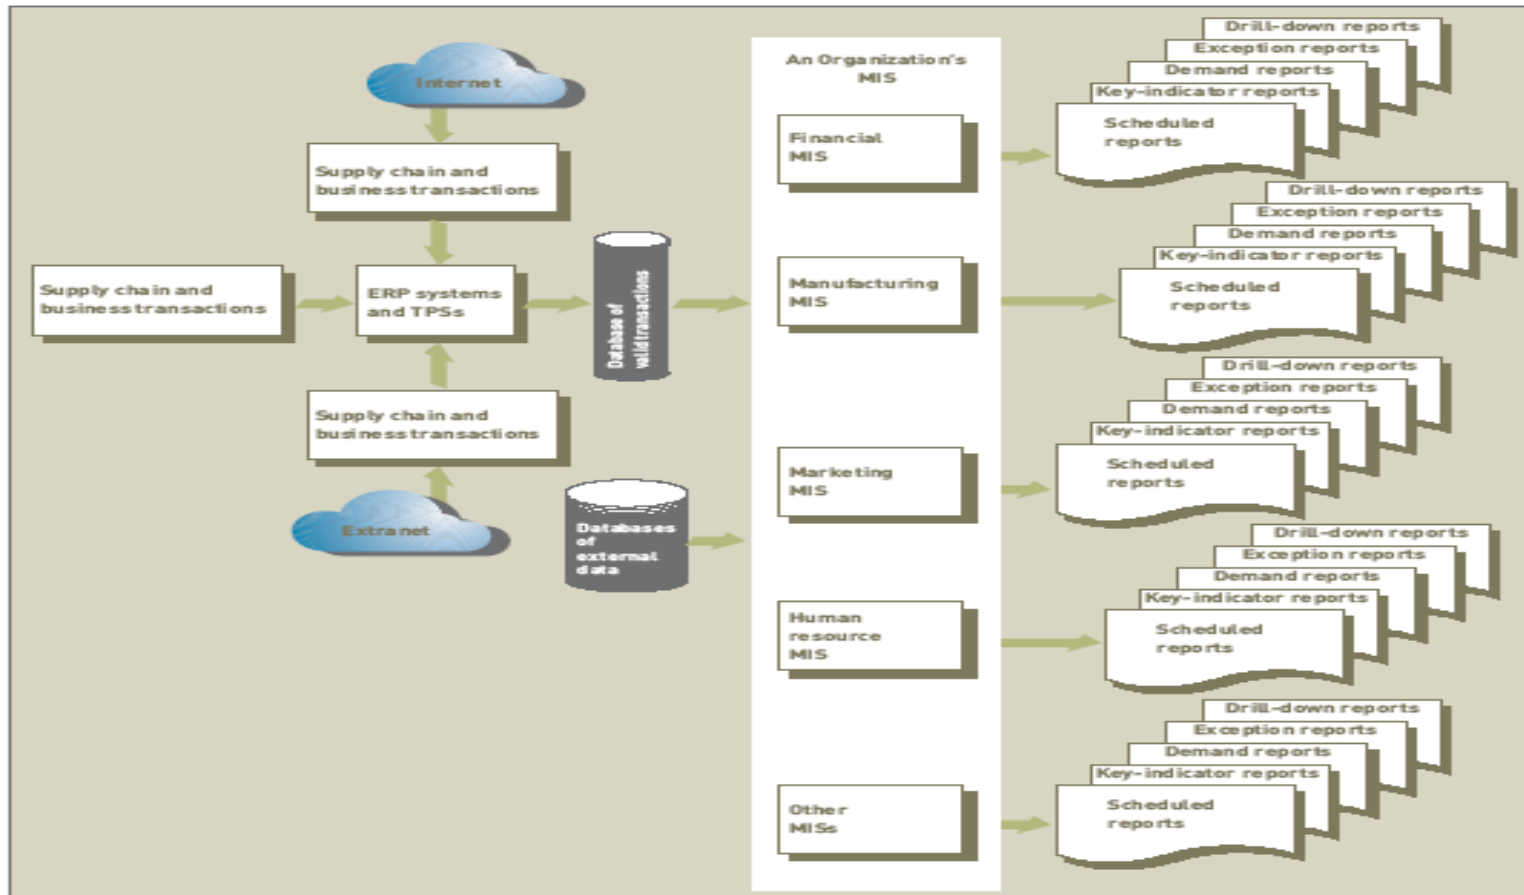 Internet
Supply chain and
business transactions
Supply chain and
business transactions
ERP systems
and TPSs
Database of
valid transactions
Supply chain and
business transactions
Extranet
Databases
of
external
data
An Organization's
MIS
Financial
MIS
Manufacturing
MIS
Marketing
MIS
Human
resource
MIS
Other
MISs
Drill-down reports
Exception reports
Demand reports
Key-indicator reports
Scheduled
reports
Drill-down reports
Exception reports
Demand reports
Key-indicator reports
Scheduled
reports
Drill-down reports
Exception reports
Demand reports
Key-indicator reports
Scheduled
reports
Drill-down reports
Exception reports
Demand reports
Key-indicator reports
Scheduled
reports
Drill-down reports
Exception reports
Demand reports
Key-indicator reports
Scheduled
reports